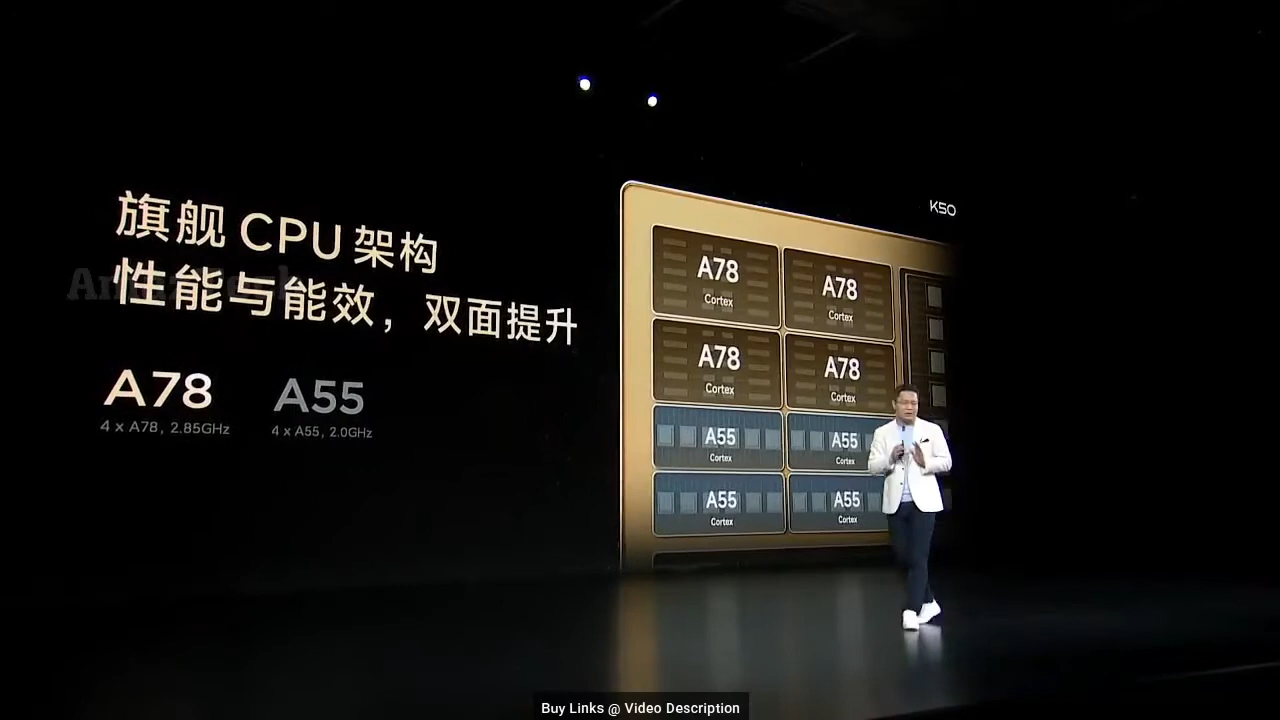 旗舰 CPU 架构
性能与能效，双面提升
A78
4 x A78, 2.85GHz
A55
4 x A55, 2.0GHz
K50
A78
Cortex
A78
Cortex
A78
Cortex
A78
Cortex
A55
Cortex
A55
Cortex
A55
Cortex
A55
Cortex
Buy Links @ Video Description